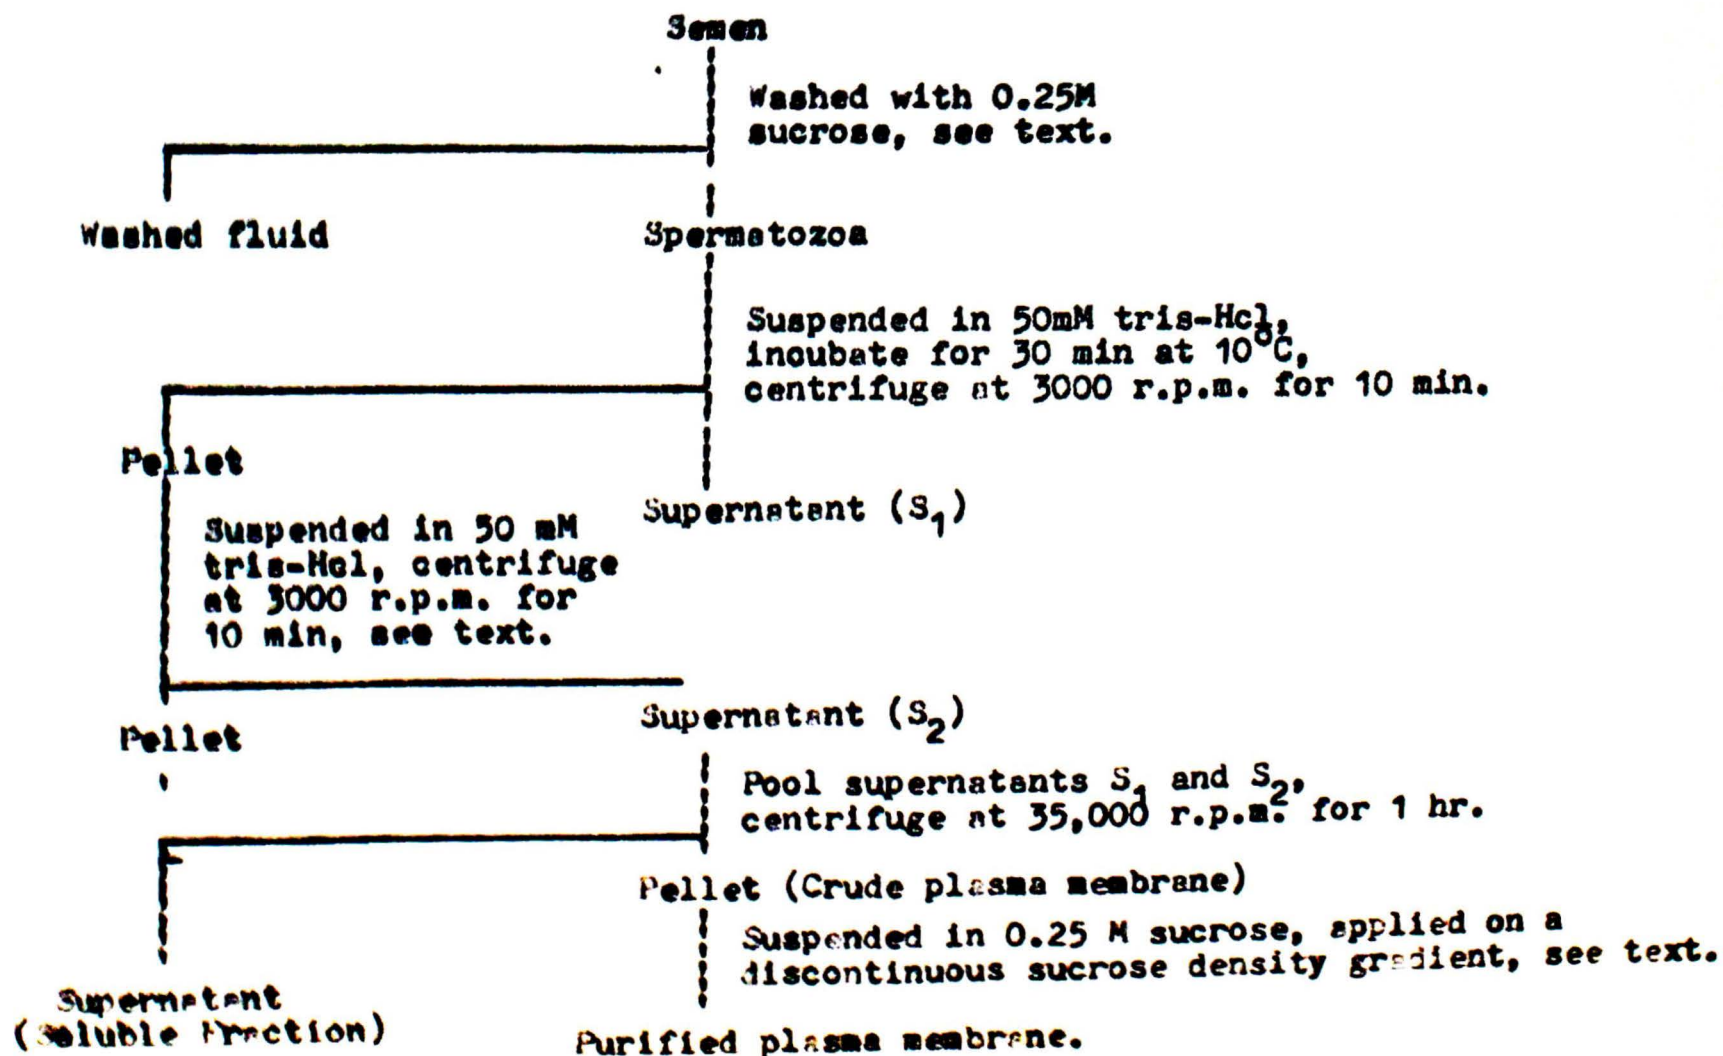 Semen
Washed with 0.25M
sucrose, see text.
Washed fluid
Spermatozoa
Suspended in 50mM tris-Hcl,
incubate for 30 min at 10°C,
centrifuge at 3000 r.p.m. for 10 min.
Pellet
Supernatant (S₁)
Suspended in 50 mM
tris-Hcl, centrifuge
at 3000 r.p.m. for
10 min, see text.
Supernatant (S₂)
Pellet
Pool supernatants S₁ and S₂,
centrifuge at 35,000 r.p.m. for 1 hr.
Pellet (Crude plasma membrane)
Suspended in 0.25 M sucrose, applied on a
discontinuous sucrose density gradient, see text.
Supernatant
(Soluble Fraction)
Purified plasma membrane.